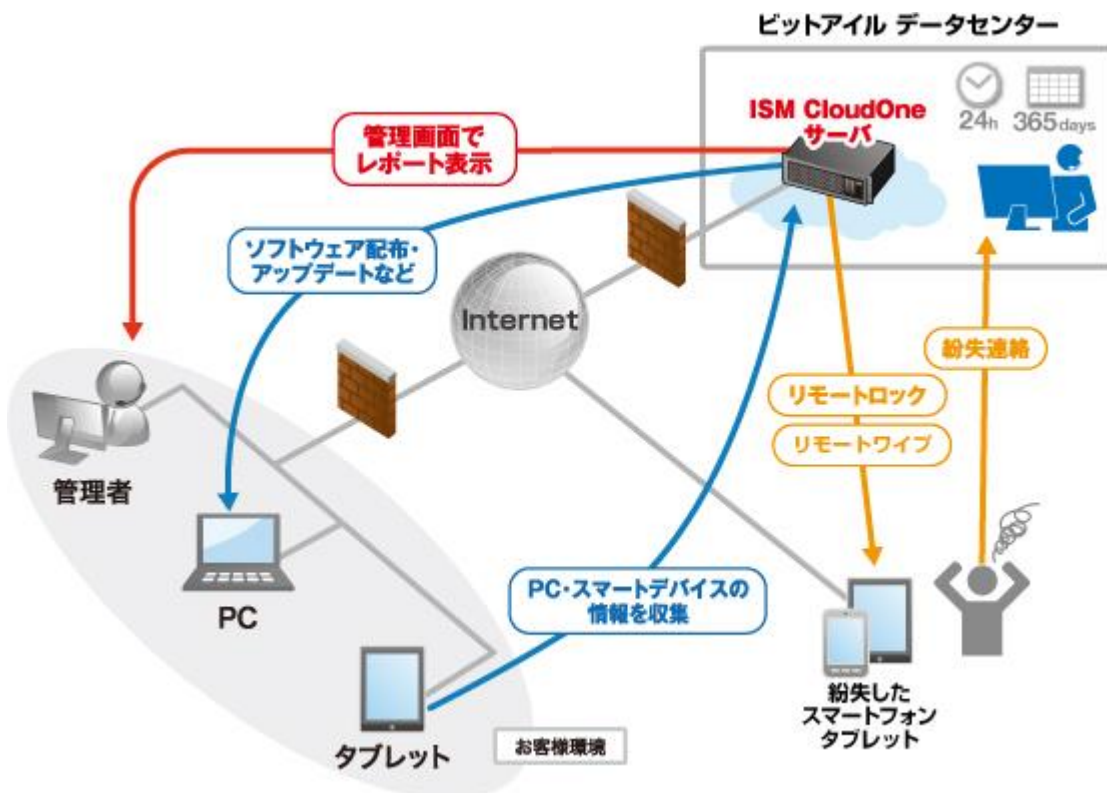 ビットアイル データセンター
ISM CloudOne
サーバ
24h
365days
管理画面で
レポート表示
ソフトウェア配布・
アップデートなど
Internet
紛失連絡
リモートロック
リモートワイプ
管理者
PC
PC・スマートデバイスの
情報を収集
紛失した
スマートフォン
タブレット
タブレット
お客様環境